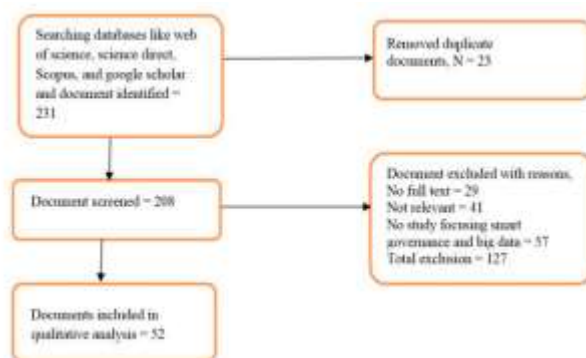 Searching databases like web
of science, science direct,
Scopus, and google scholar
and document identified =
231
Removed duplicate
documents, N = 23
Document screened = 208
Document excluded with reasons,
No full text = 29
Not relevant = 41
No study focusing smart
governance and big data = 57
Total exclusion = 127
Documents included in
qualitative analysis = 52